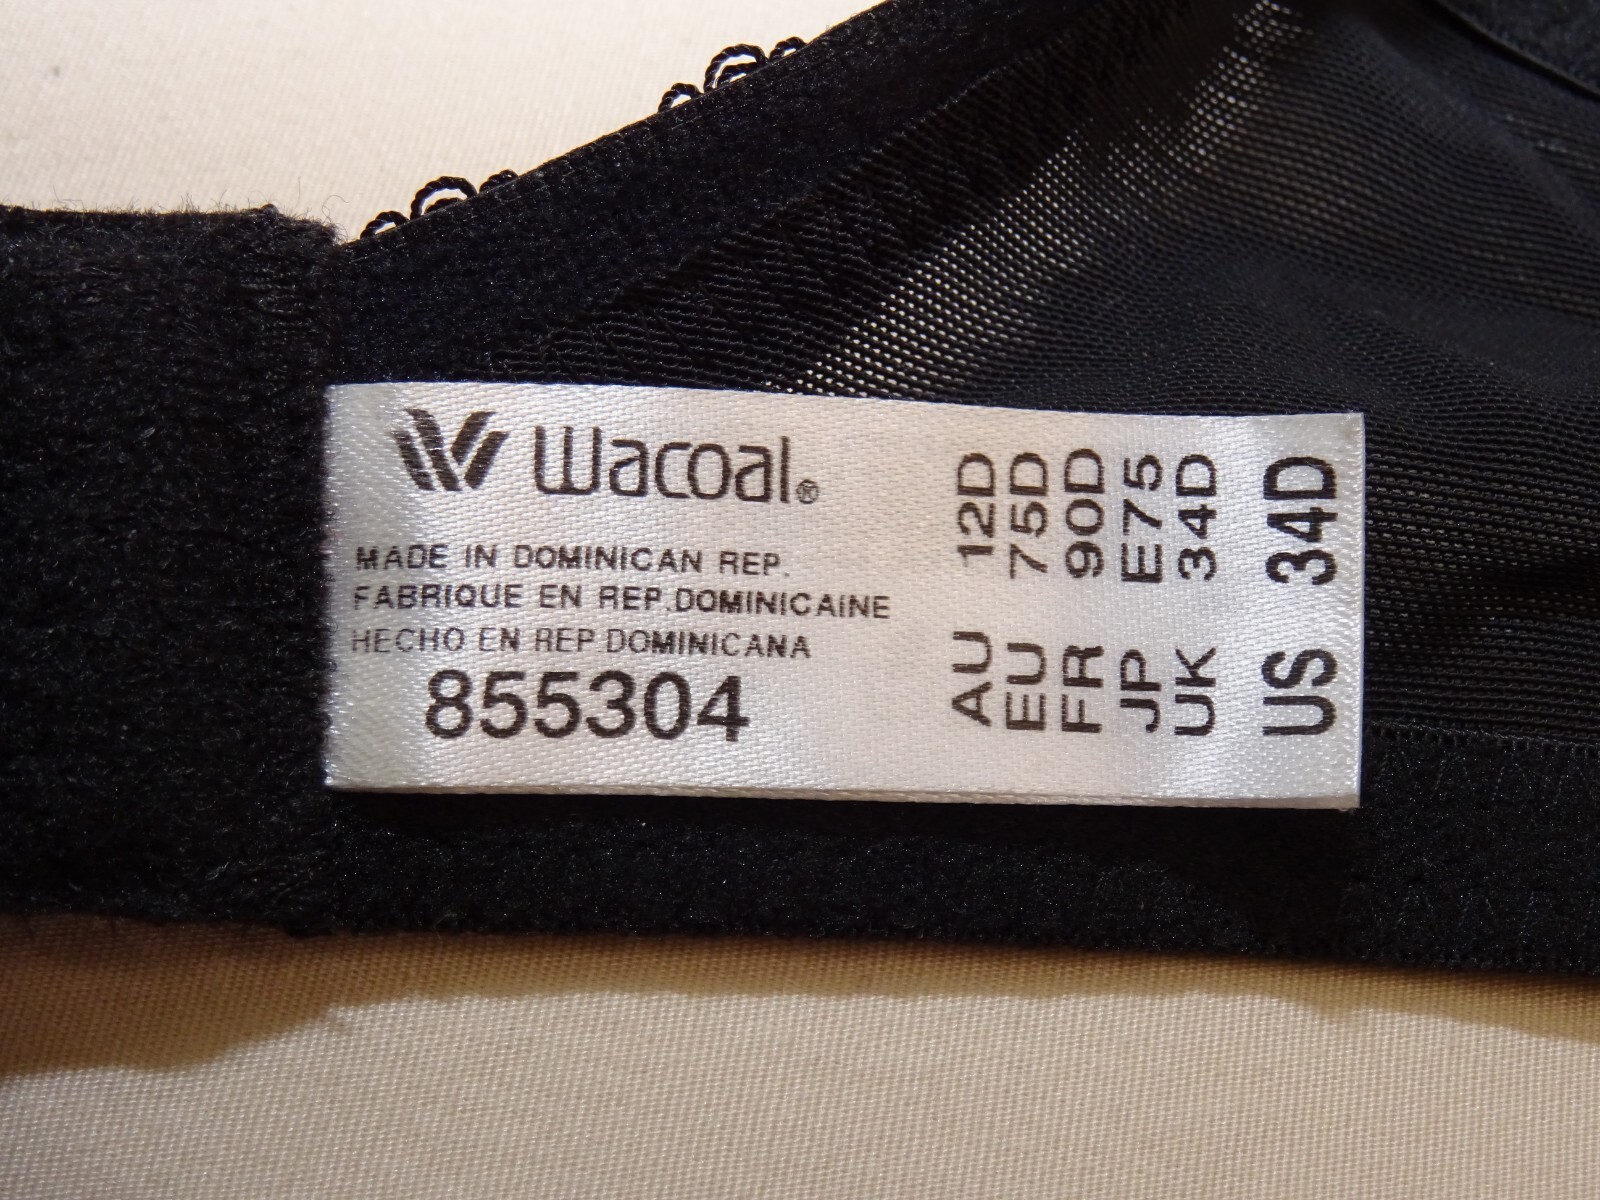 Wacoal®
MADE IN DOMINICAN REP.
FABRIQUE EN REP.DOMINICAINE
HECHO EN REP DOMINICANA
855304
AU 12D
EU 75D
FR 90D
JP E75
UK 34D
US 34D